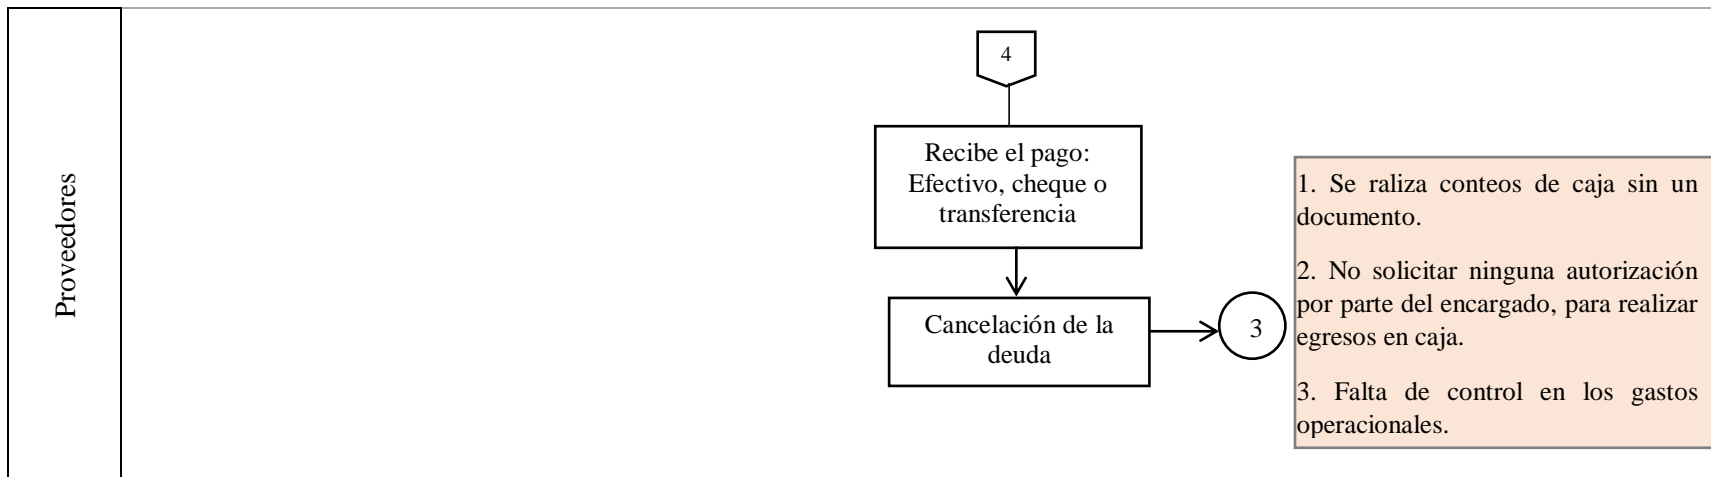 Proveedores
4
Recibe el pago:
Efectivo, cheque o
transferencia
Cancelación de la
deuda
3
1. Se raliza conteos de caja sin un
documento.
2. No solicitar ninguna autorización
por parte del encargado, para realizar
egresos en caja.
3. Falta de control en los gastos
operacionales.